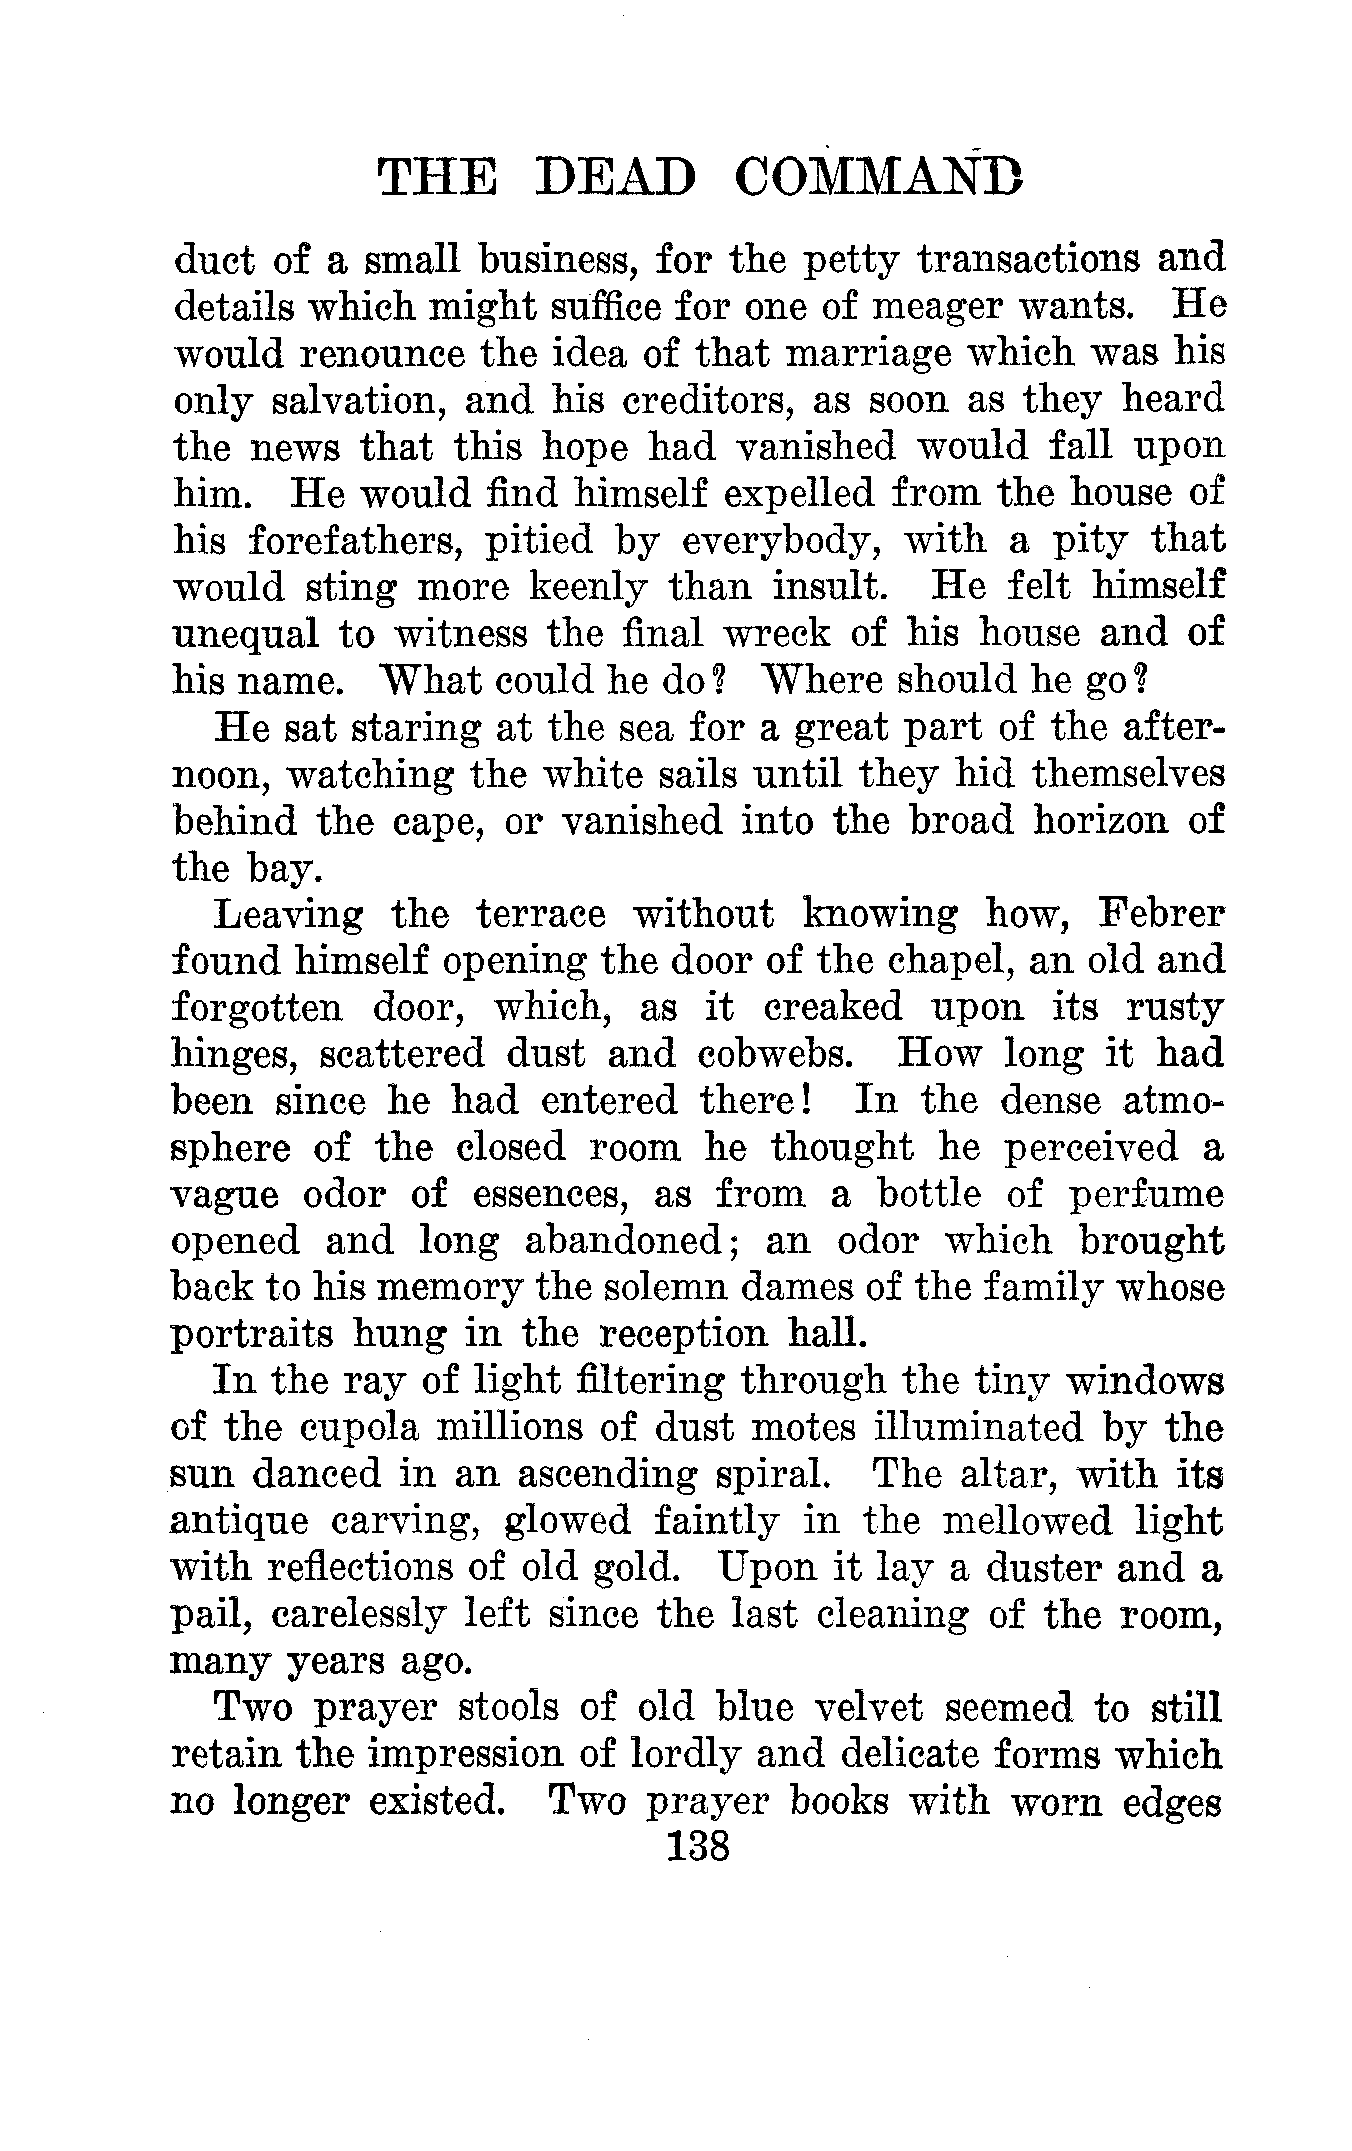 THE DEAD COMMAND
duct of a small business, for the petty transactions and
details which might suffice for one of meager wants. He
would renounce the idea of that marriage which was his
only salvation, and his creditors, as soon as they heard
the news that this hope had vanished would fall upon
him. He would find himself expelled from the house of
his forefathers, pitied by everybody, with a pity that
would sting more keenly than insult. He felt himself
unequal to witness the final wreck of his house and of
his name. What could he do? Where should he go?
He sat staring at the sea for a great part of the after-
noon, watching the white sails until they hid themselves
behind the cape, or vanished into the broad horizon of
the bay.
Leaving the terrace without knowing how, Febrer
found himself opening the door of the chapel, an old and
forgotten door, which, as it creaked upon its rusty
hinges, scattered dust and cobwebs. How long it had
been since he had entered there! In the dense atmo-
sphere of the closed room he thought he perceived a
vague odor of essences, as from a bottle of perfume
opened and long abandoned; an odor which brought
back to his memory the solemn dames of the family whose
portraits hung in the reception hall.
In the ray of light filtering through the tiny windows
of the cupola millions of dust motes illuminated by the
sun danced in an ascending spiral. The altar, with its
antique carving, glowed faintly in the mellowed light
with reflections of old gold. Upon it lay a duster and a
pail, carelessly left since the last cleaning of the room,
many years ago.
Two prayer stools of old blue velvet seemed to still
retain the impression of lordly and delicate forms which
no longer existed. Two prayer books with worn edges
138